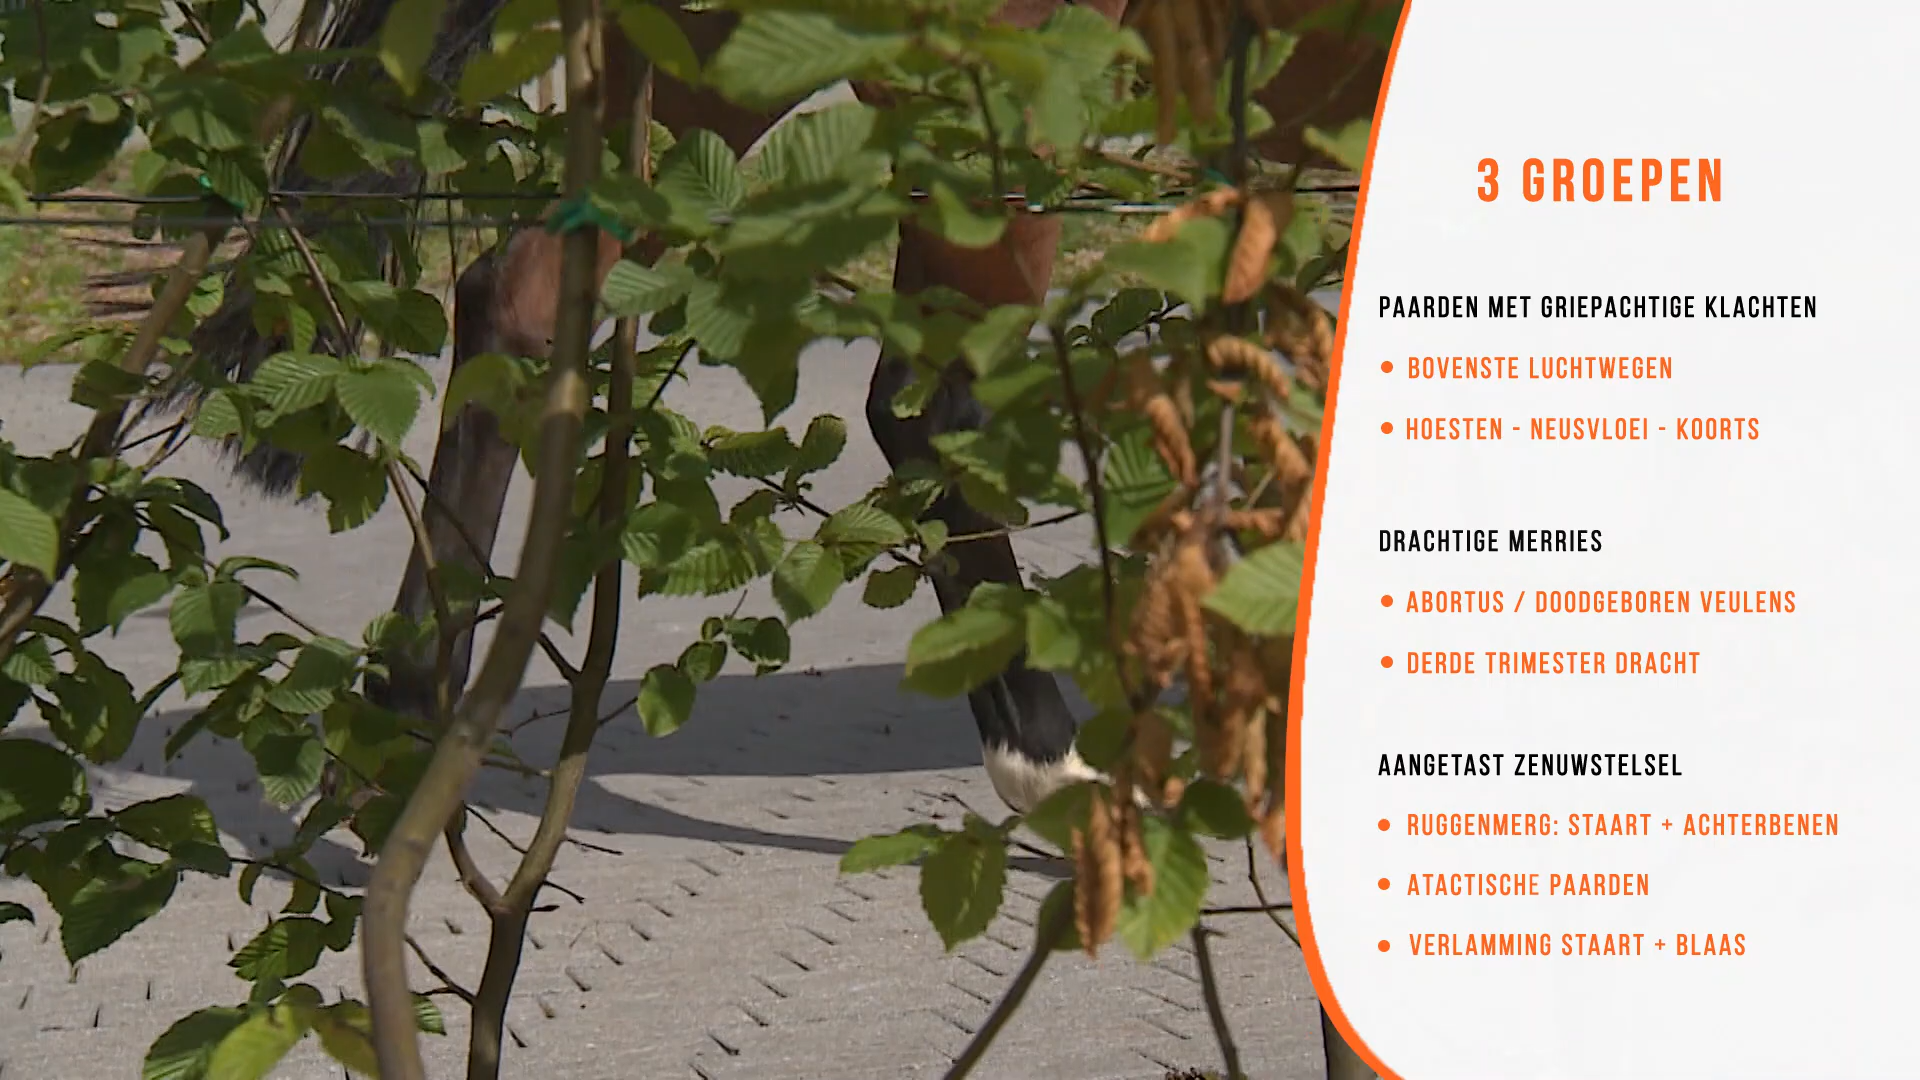 3 GROEPEN
PAARDEN MET GRIEPACHTIGE KLACHTEN
• BOVENSTE LUCHTWEGEN
• HOESTEN - NEUSVLOEI - KOORTS
DRACHTIGE MERRIES
• ABORTUS / DOODGEBOREN VEULENS
• DERDE TRIMESTER DRACHT
AANGETAST ZENUWSTELSEL
• RUGGENMERG: STAART + ACHTERBENEN
• ATACTISCHE PAARDEN
• VERLAMMING STAART + BLAAS